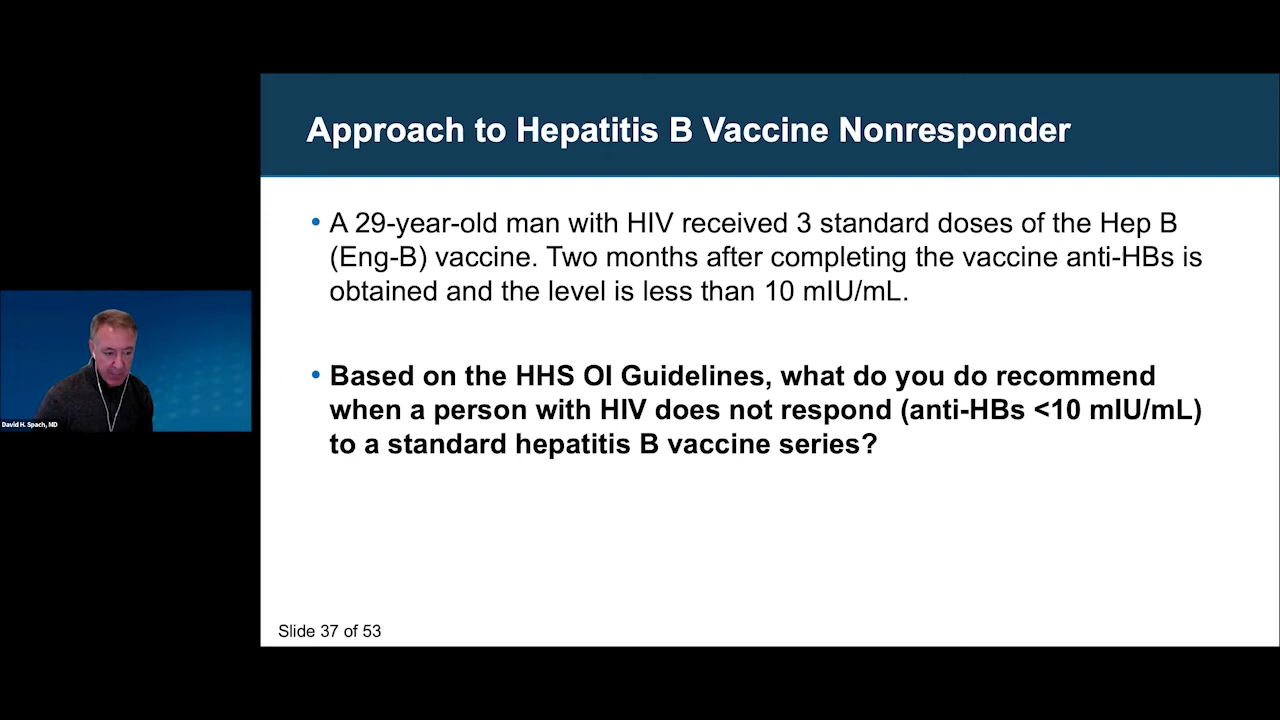 Approach to Hepatitis B Vaccine Nonresponder
• A 29-year-old man with HIV received 3 standard doses of the Hep B
(Eng-B) vaccine. Two months after completing the vaccine anti-HBs is
obtained and the level is less than 10 mIU/mL.
• Based on the HHS OI Guidelines, what do you do recommend
when a person with HIV does not respond (anti-HBs <10 mIU/mL)
to a standard hepatitis B vaccine series?
David H. Spach, MD
Slide 37 of 53